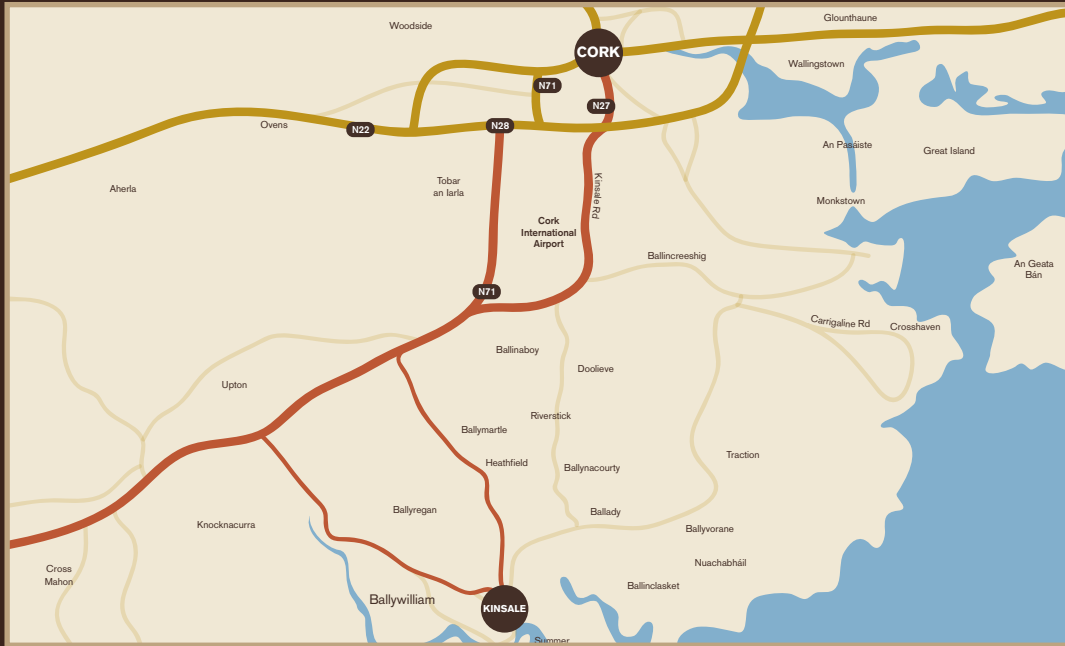 Woodside
Glounthaune
CORK
Wallingstown
N71
N27
Ovens
N22
N28
An Pasáiste
Great Island
Aherla
Tobar
an Iarla
Kinsale Rd
Monkstown
Cork
International
Airport
Ballincreeshig
An Geata
Bán
N71
Carrigaline Rd
Crosshaven
Ballinaboy
Doolieve
Upton
Riverstick
Ballymartle
Traction
Heathfield
Ballynacourty
Ballyregan
Ballady
Knocknacurra
Ballyvorane
Nuachabháil
Cross
Mahon
Ballinclasket
Ballywilliam
KINSALE
Summer